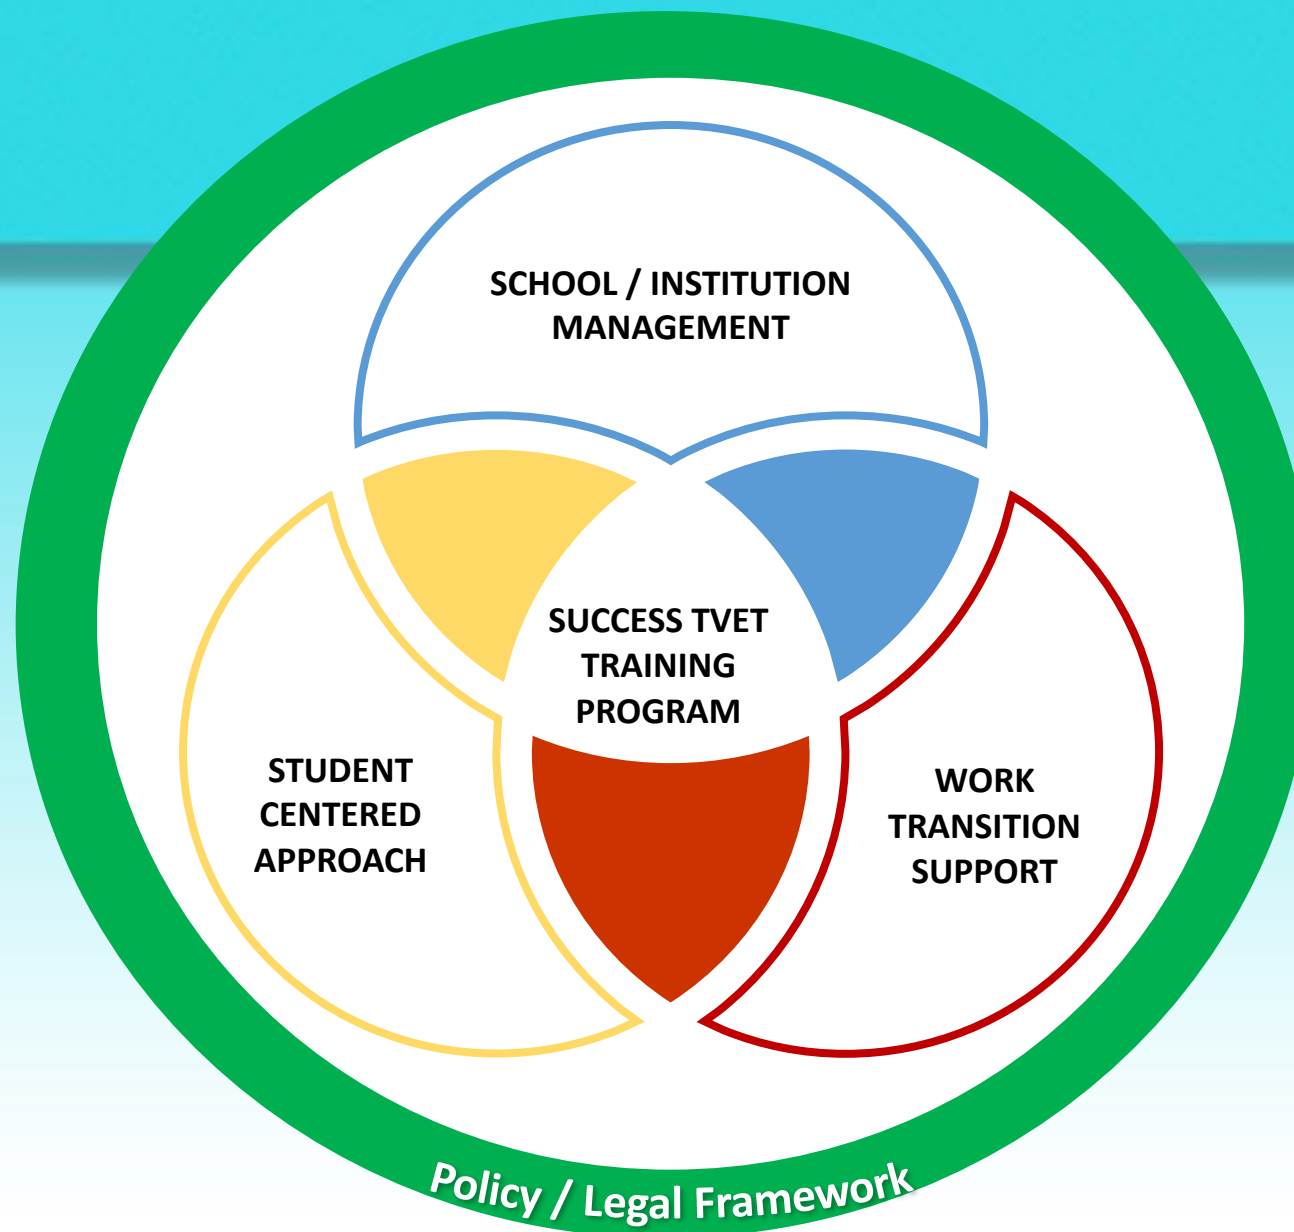 SCHOOL / INSTITUTION
MANAGEMENT
SUCCESS TVET
TRAINING
PROGRAM
STUDENT
CENTERED
APPROACH
WORK
TRANSITION
SUPPORT
Policy / Legal Framework